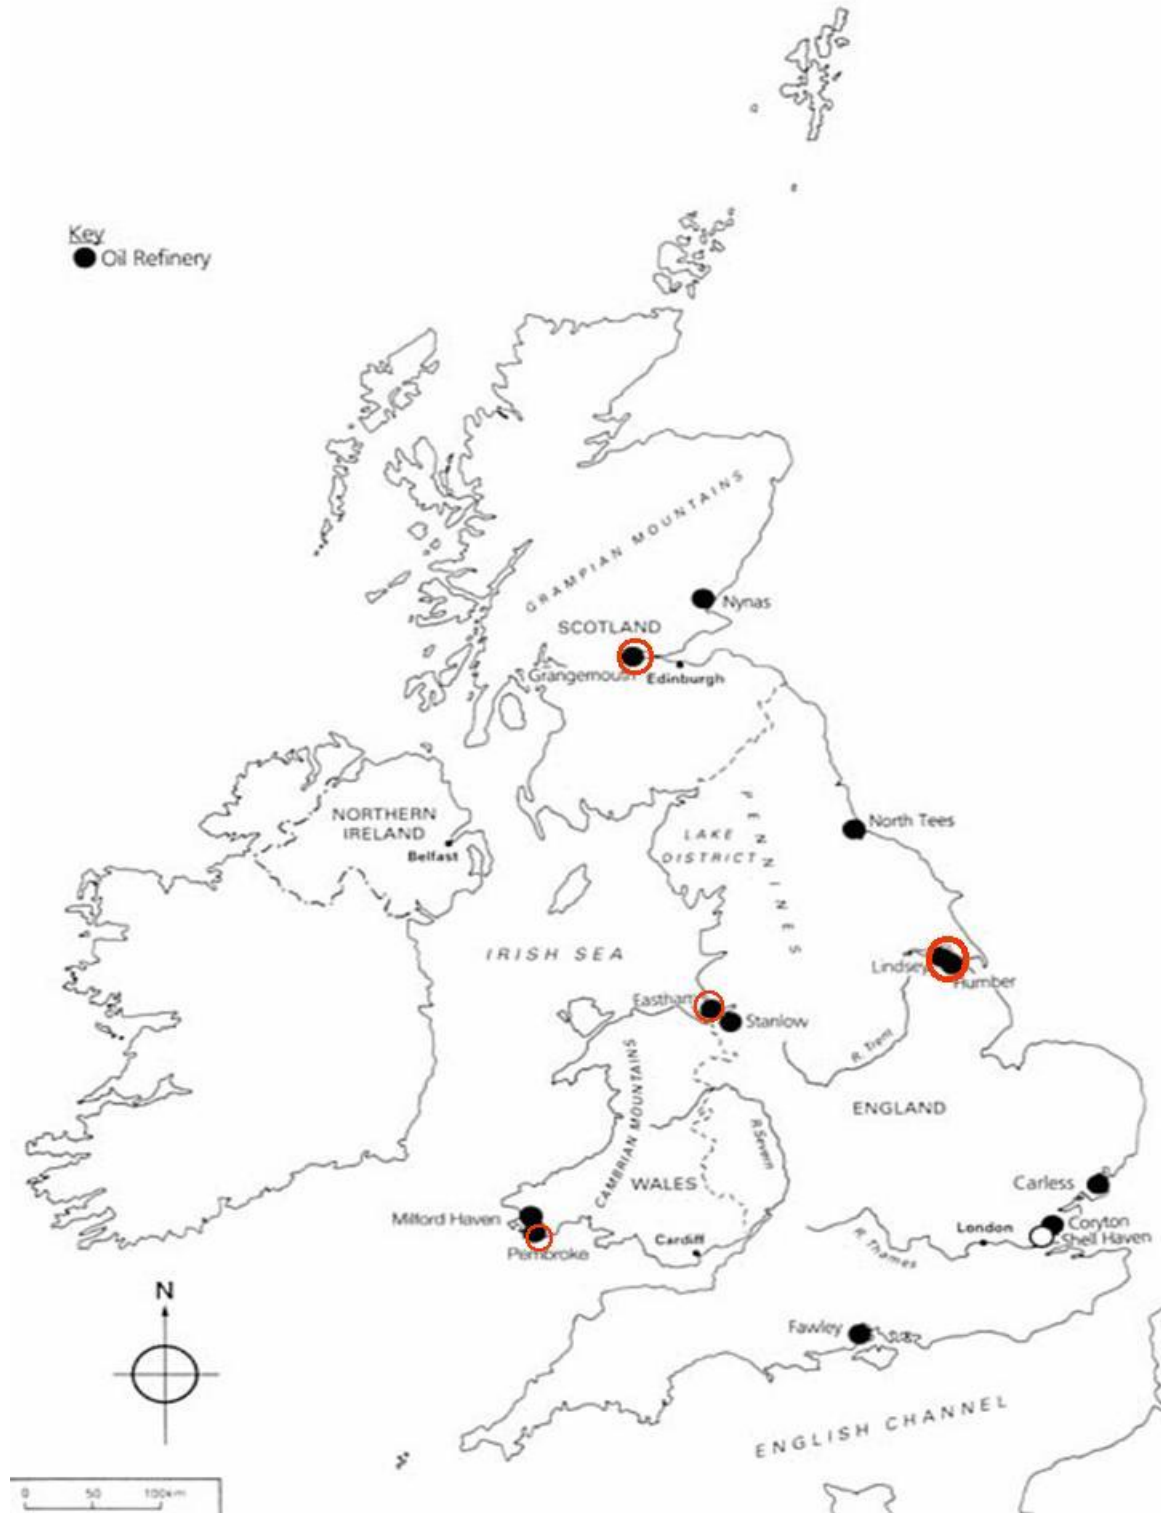 Key
Oil Refinery
GRAMPIAN MOUNTAINS
Nynas
SCOTLAND
Grangemouth
Edinburgh
NORTHERN
IRELAND
Belfast
PENNINES
LAKE
DISTRICT
North Tees
IRISH SEA
Lindsey
Humber
Eastham
Stanlow
R. Trent
CAMBRIAN MOUNTAINS
ENGLAND
R.Severn
WALES
Carless
Milford Haven
Pembroke
Cardiff
London
Coryton
Shell Haven
R. Thames
N
Fawley
ENGLISH CHANNEL
0 50 100km